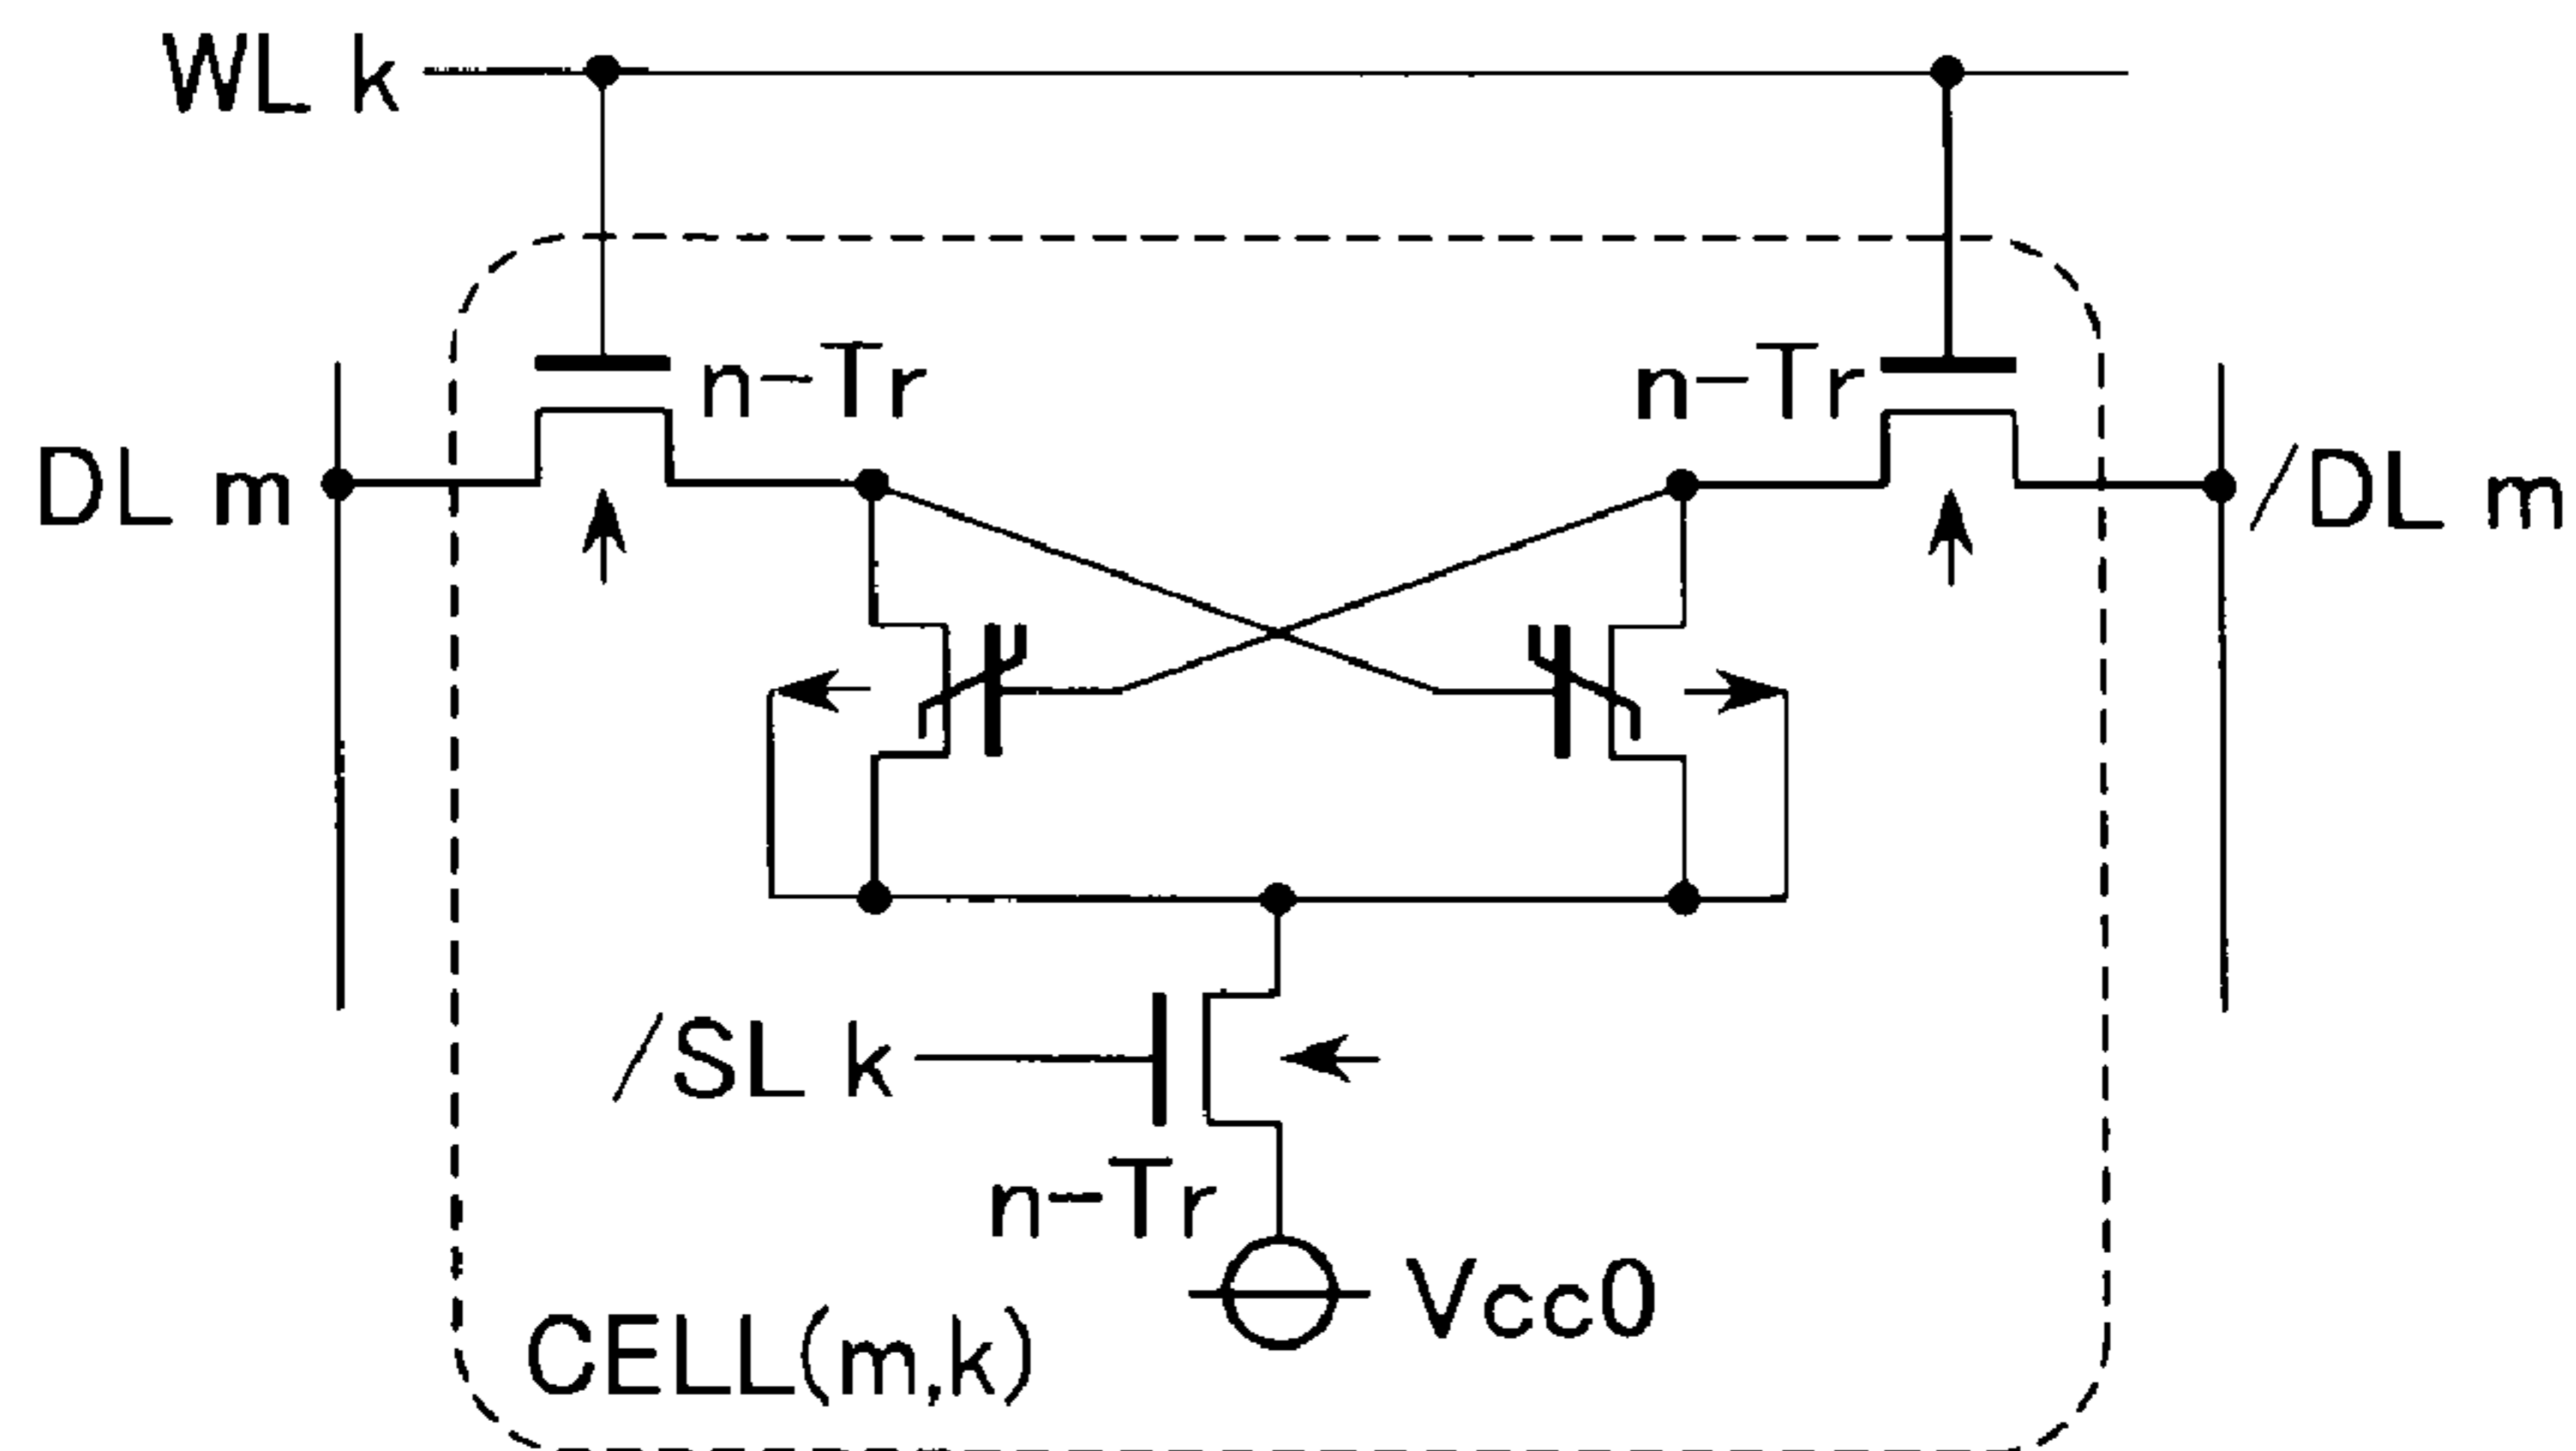 WL k
n-Tr n-Tr
DL m /DL m
/SL k
n-Tr
Vcc0
CELL(m,k)